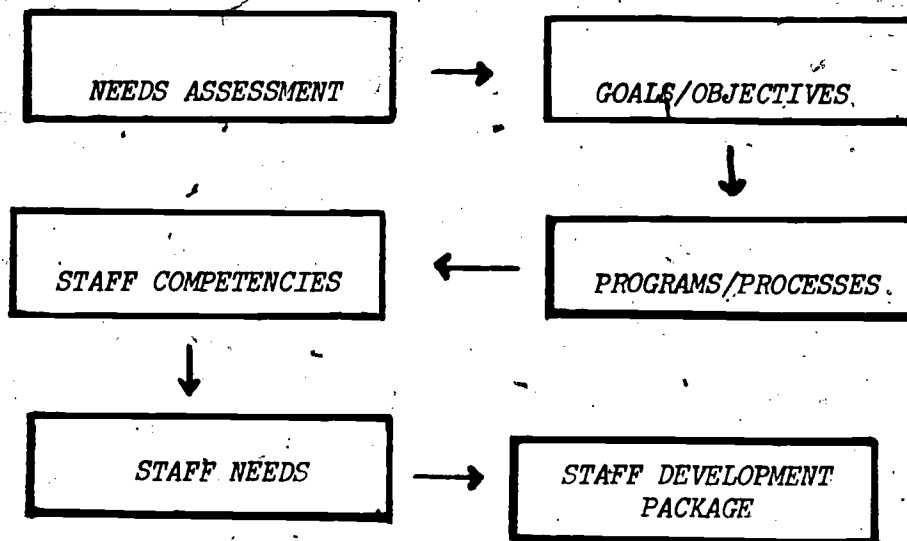 NEEDS ASSESSMENT
GOALS/OBJECTIVES
STAFF COMPETENCIES
PROGRAMS/PROCESSES
STAFF NEEDS
STAFF DEVELOPMENT
PACKAGE